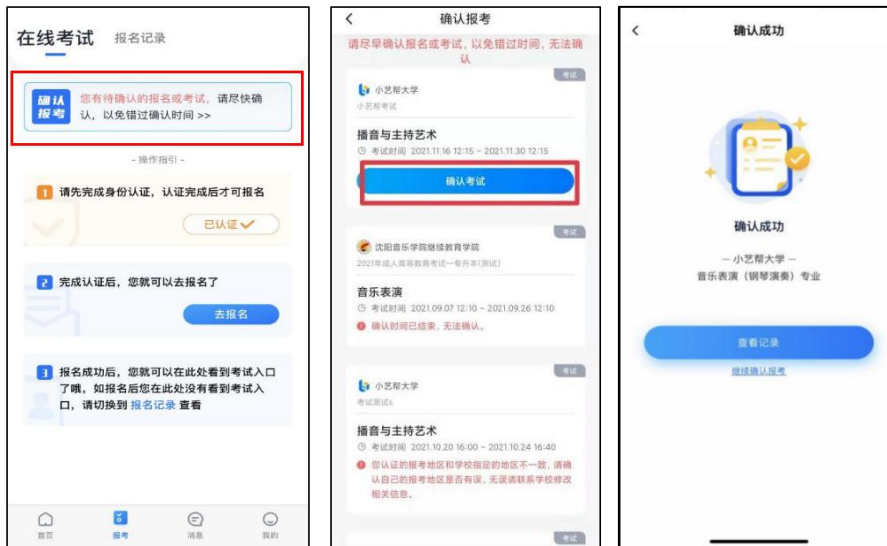 在线考试 报名记录
确认
报考
您有待确认的报名或考试，请尽快确
认，以免错过确认时间 >>
- 操作指引 -
1 请先完成身份认证，认证完成后才可报名
已认证
2 完成认证后，您就可以去报名了
去报名
3 报名成功后，您就可以在此处看到考试入口
了哦，如报名后您在此处没有看到考试入
口，请切换到 报名记录 查看
首页 报考 消息 我的
确认报考
请尽早确认报名或考试，以免错过时间，无法确
认
考试
小艺帮大学
小艺帮考试
播音与主持艺术
考试时间 2021.11.16 12:15 - 2021.11.30 12:15
确认考试
考试
沈阳音乐学院继续教育学院
2021年成人高等教育考试—专升本(测试)
音乐表演
考试时间 2021.09.07 12:10 - 2021.09.26 12:10
确认时间已结束，无法确认。
考试
小艺帮大学
考试测试s
播音与主持艺术
考试时间 2021.10.20 16:00 - 2021.10.24 16:40
您认证的报考地区和学校指定的地区不一致，请确
认自己的报考地区是否有误，无误请联系学校修改
相关信息。
考试
确认成功
确认成功
— 小艺帮大学 —
音乐表演（钢琴演奏）专业
查看记录
继续确认报考